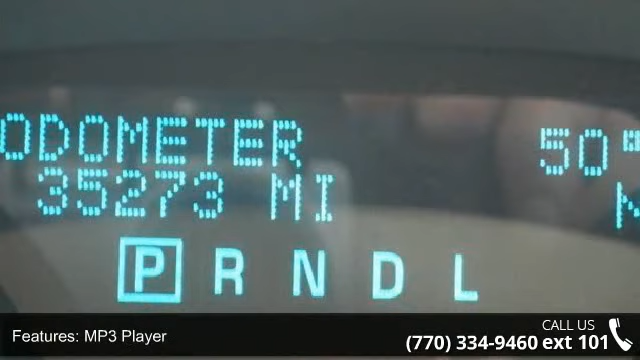 ODOMETER
50°
35273 MI
N
P R N D L
CALL US
Features: MP3 Player
(770) 334-9460 ext 101